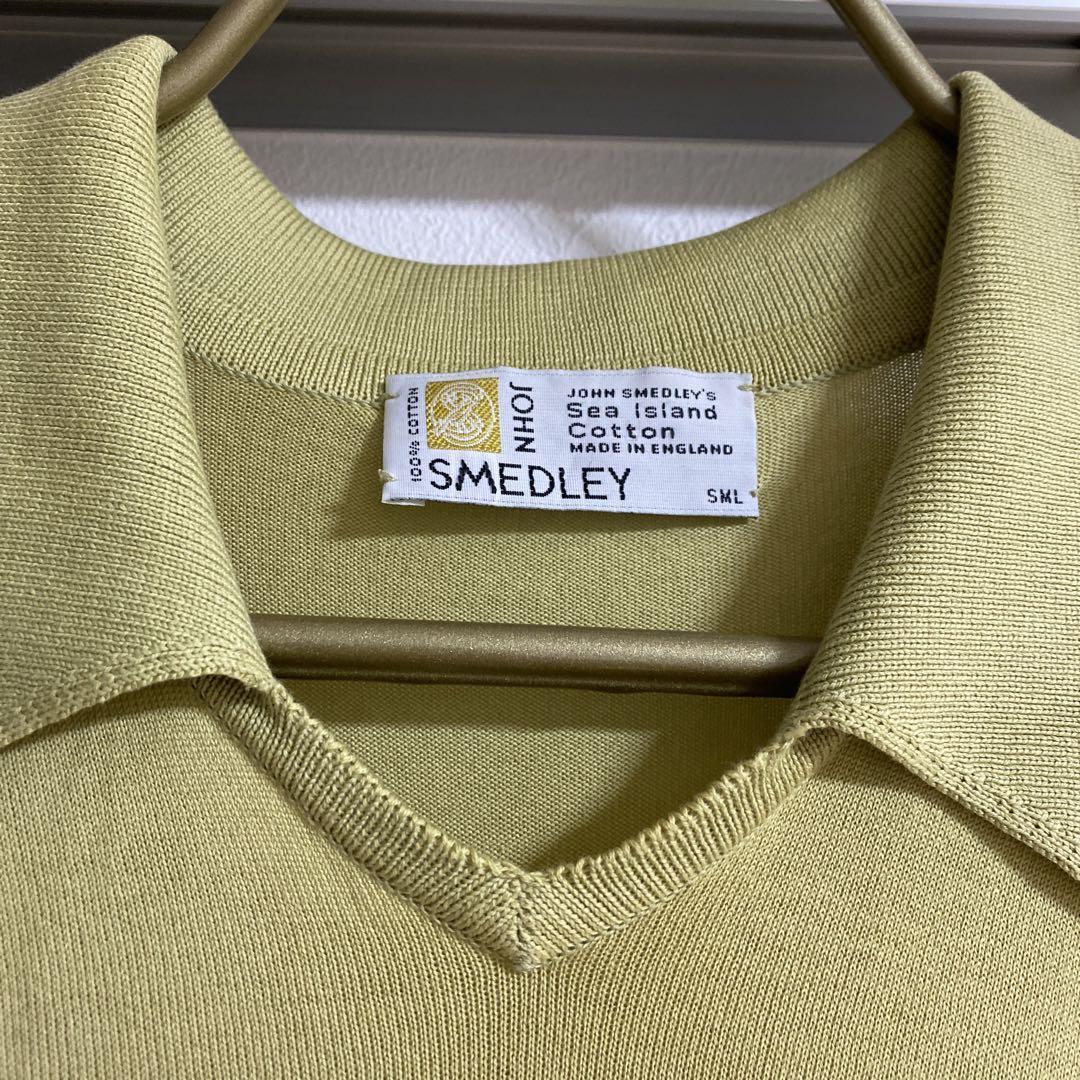 100% COTTON
JOHN
SMEDLEY
JOHN SMEDLEY'S
Sea Island
Cotton
MADE IN ENGLAND
SML